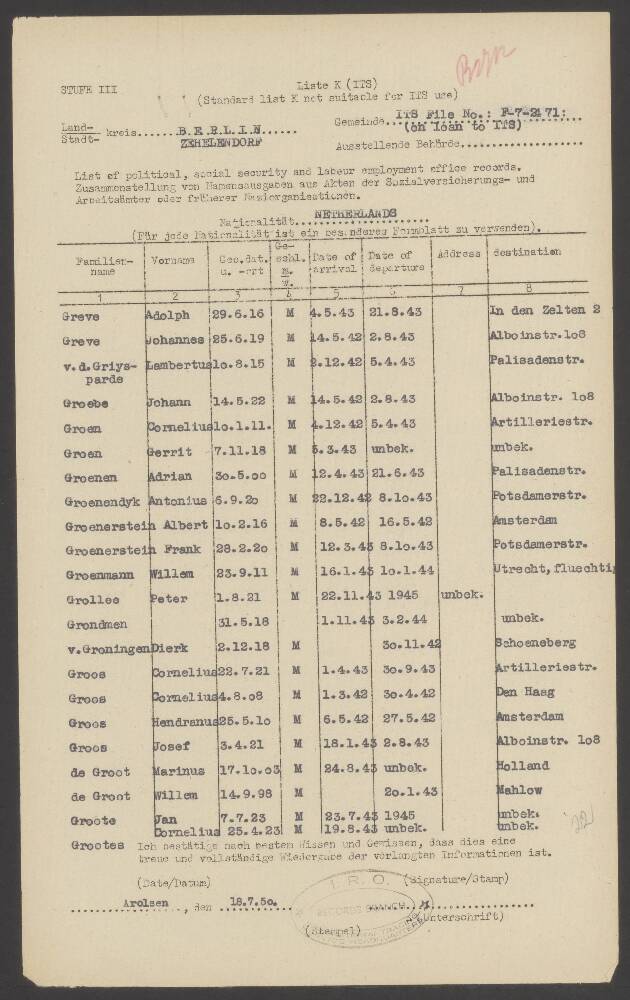 Born
STUFE III
Liste K (ITS)
(Standard list K not suitable for ITS use)
Land-
Stadt- kreis......B.E.R.L.I.N......
ZEHELENDORF
Gemeinde...ITS File No.: F-7-2171:
(on loan to ITS)
Ausstellende Behörde...................
List of political, social security and labour employment office records.
Zusammenstellung von Namensausgaben aus Akten der Sozialversicherungs- und
Arbeitsämter oder früherer Naziorganisationen.
Nationalität....NETHERLANDS......
(Für jede Nationalität ist ein besonderes Formblatt zu verwenden).
Familien-name Vorname Geb.dat. u. -ort Ge-schl. M. W. Date of arrival Date of departure Address destination
1 2 3 4 5 6 7 8
Greve Adolph 29.6.16 M 4.5.43 21.8.43 In den Zelten 2
Greve Johannes 25.6.19 M 14.5.42 2.8.43 Alboinstr.108
v.d.Griys-parde Lambertus 10.8.15 M 2.12.42 5.4.43 Palisadenstr.
Groebe Johann 14.5.22 M 14.5.42 2.8.43 Alboinstr. 108
Groen Cornelius 10.1.11. M 4.12.42 5.4.43 Artilleriestr.
Groen Gerrit 7.11.18 M 5.3.43 unbek. unbek.
Groenen Adrian 30.5.00 M 12.4.43 21.6.43 Palisadenstr.
Groenendyk Antonius 6.9.20 M 22.12.42 8.10.43 Potsdamerstr.
Groenerstein Albert 10.2.16 M 8.5.42 16.5.42 Amsterdam
Groenerstein Frank 28.2.20 M 12.3.43 8.10.43 Potsdamerstr.
Groenmann Willem 23.9.11 M 16.1.43 10.1.44 Utrecht, fluechtig
Grollee Peter 1.8.21 M 22.11.43 1945 unbek.
Grondmen 31.5.18 1.11.43 3.2.44 unbek.
v.Groningen Dierk 2.12.18 M 30.11.42 Schoeneberg
Groos Cornelius 22.7.21 M 1.4.43 30.9.43 Artilleriestr.
Groos Cornelius 4.8.08 M 1.3.42 30.4.42 Den Haag
Groos Hendranus 25.5.10 M 6.5.42 27.5.42 Amsterdam
Groos Josef 3.4.21 M 18.1.43 2.8.43 Alboinstr. 108
de Groot Marinus 17.10.03 M 24.8.43 unbek. Holland
de Groot Willem 14.9.98 M 20.1.43 Mahlow
Groote Jan 7.7.23 M 23.7.43 1945 unbek.
Grootes Cornelius 25.4.23 M 19.8.43 unbek. unbek.
22
Ich bestätige nach besten Wissen und Gewissen, dass dies eine
treue und vollständige Wiedergabe der verlangten Informationen ist.
(Date/Datum) (Signature/Stamp)
Arolsen, den 18.7.50.
(Unterschrift)
(Stempel)
I. R. O.
RECORDS BRANCH